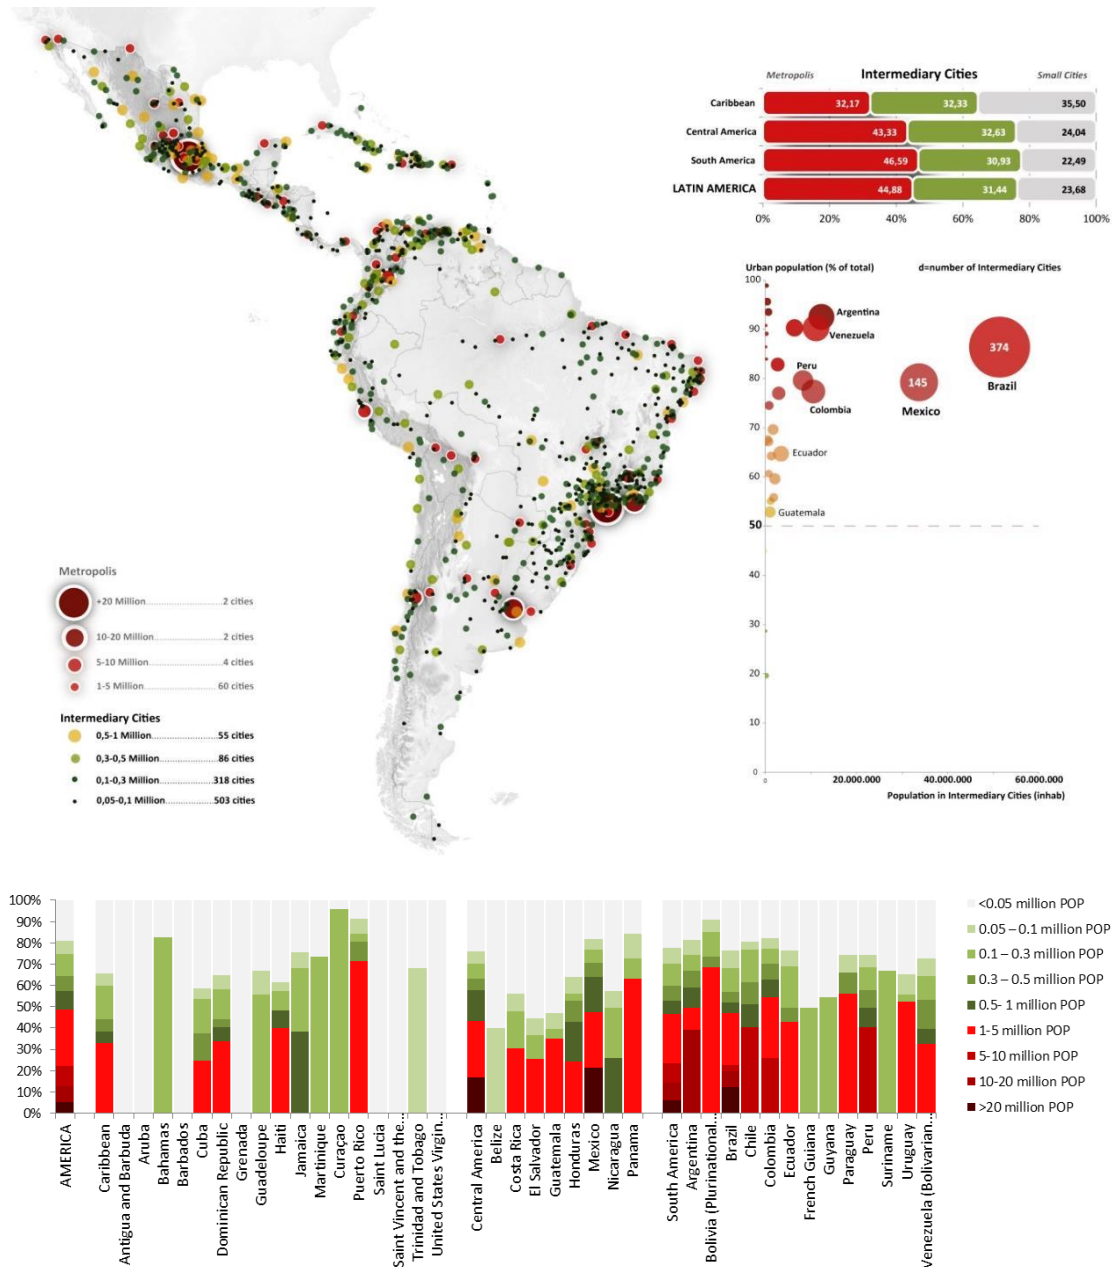 Metropolis Intermediary Cities Small Cities
Caribbean 32,17 32,33 35,50
Central America 43,33 32,63 24,04
South America 46,59 30,93 22,49
LATIN AMERICA 44,88 31,44 23,68
0% 20% 40% 60% 80% 100%
Urban population (% of total) d=number of Intermediary Cities
100
90
80
70
60
50
40
30
20
10
0
Argentina
Venezuela
374
Brazil
Peru
145
Mexico
Colombia
Ecuador
Guatemala
0 20.000.000 40.000.000 60.000.000
Population in Intermediary Cities (inhab)
Metropolis
+20 Million 2 cities
10-20 Million 2 cities
5-10 Million 4 cities
1-5 Million 60 cities
Intermediary Cities
0,5-1 Million 55 cities
0,3-0,5 Million 86 cities
0,1-0,3 Million 318 cities
0,05-0,1 Million 503 cities
100%
90%
80%
70%
60%
50%
40%
30%
20%
10%
0%
AMERICA
Caribbean
Antigua and Barbuda
Aruba
Bahamas
Barbados
Cuba
Dominican Republic
Grenada
Guadeloupe
Haiti
Jamaica
Martinique
Curaçao
Puerto Rico
Saint Lucia
Saint Vincent and the...
Trinidad and Tobago
United States Virgin...
Central America
Belize
Costa Rica
El Salvador
Guatemala
Honduras
Mexico
Nicaragua
Panama
South America
Argentina
Bolivia (Plurinational...
Brazil
Chile
Colombia
Ecuador
French Guiana
Guyana
Paraguay
Peru
Suriname
Uruguay
Venezuela (Bolivarian...
<0.05 million POP
0.05 – 0.1 million POP
0.1 – 0.3 million POP
0.3 – 0.5 million POP
0.5- 1 million POP
1-5 million POP
5-10 million POP
10-20 million POP
>20 million POP